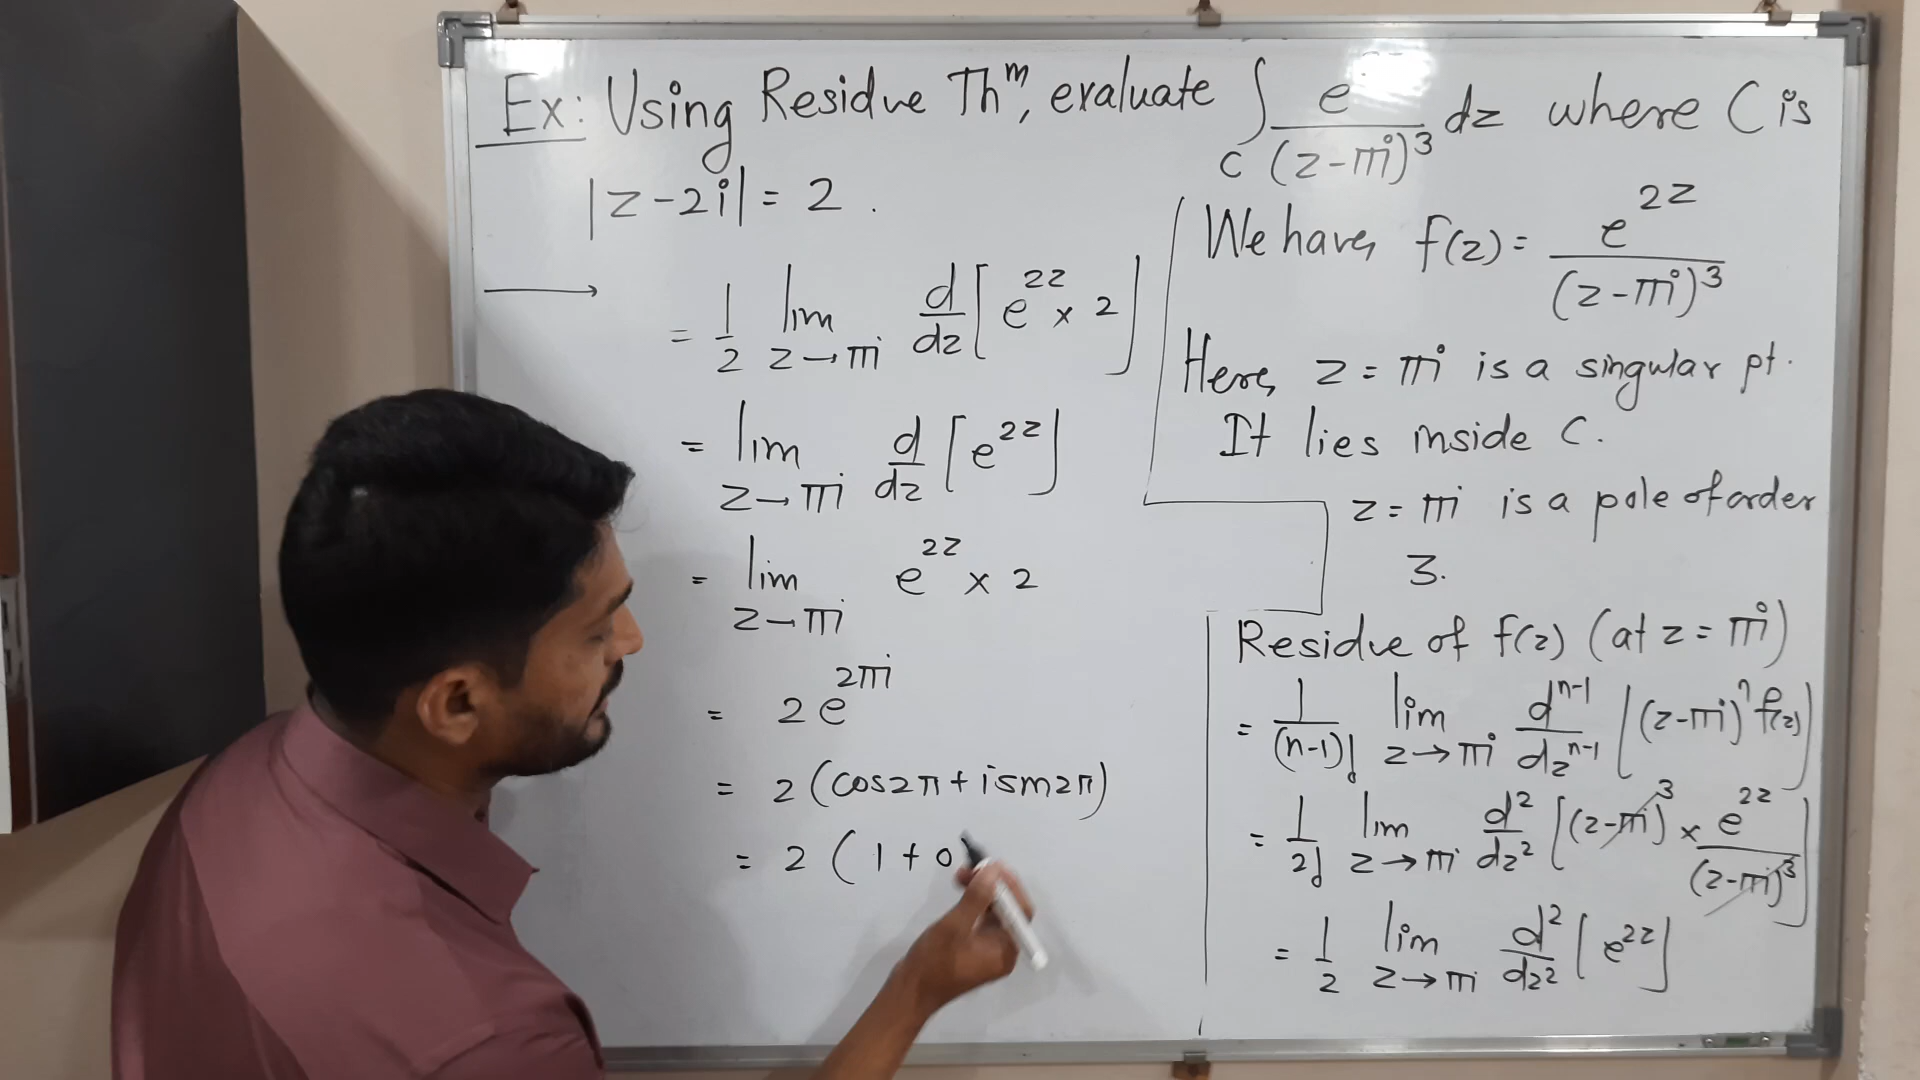 Ex: Using Residue Thm, evaluate ∫_C e/(z-πi)^3 dz where C is
|z-2i| = 2.
We have, f(z) = e^{2z}/(z-πi)^3
Here, z = πi is a singular pt.
It lies inside C.
z = πi is a pole of order
3.
Residue of f(z) (at z = πi)
= 1/(n-1)! lim_{z→πi} d^{n-1}/dz^{n-1} [(z-πi)^n f(z)]
= 1/2! lim_{z→πi} d^2/dz^2 [(z-πi)^3 × e^{2z}/(z-πi)^3]
= 1/2 lim_{z→πi} d^2/dz^2 [e^{2z}]
= 1/2 lim_{z→πi} d/dz [e^{2z} × 2]
= lim_{z→πi} d/dz [e^{2z}]
= lim_{z→πi} e^{2z} × 2
= 2e^{2πi}
= 2(cos2π + isin2π)
= 2(1+0)